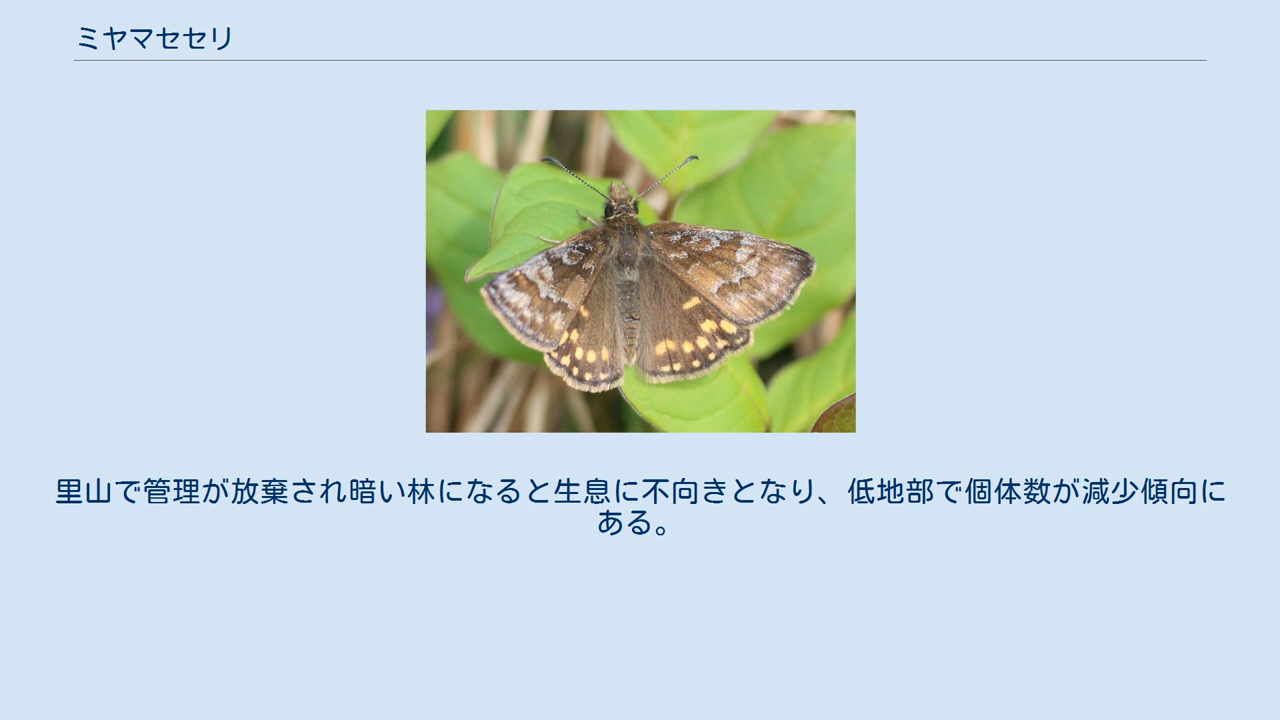 ミヤマセセリ
里山で管理が放棄され暗い林になると生息に不向きとなり、低地部で個体数が減少傾向に
ある。